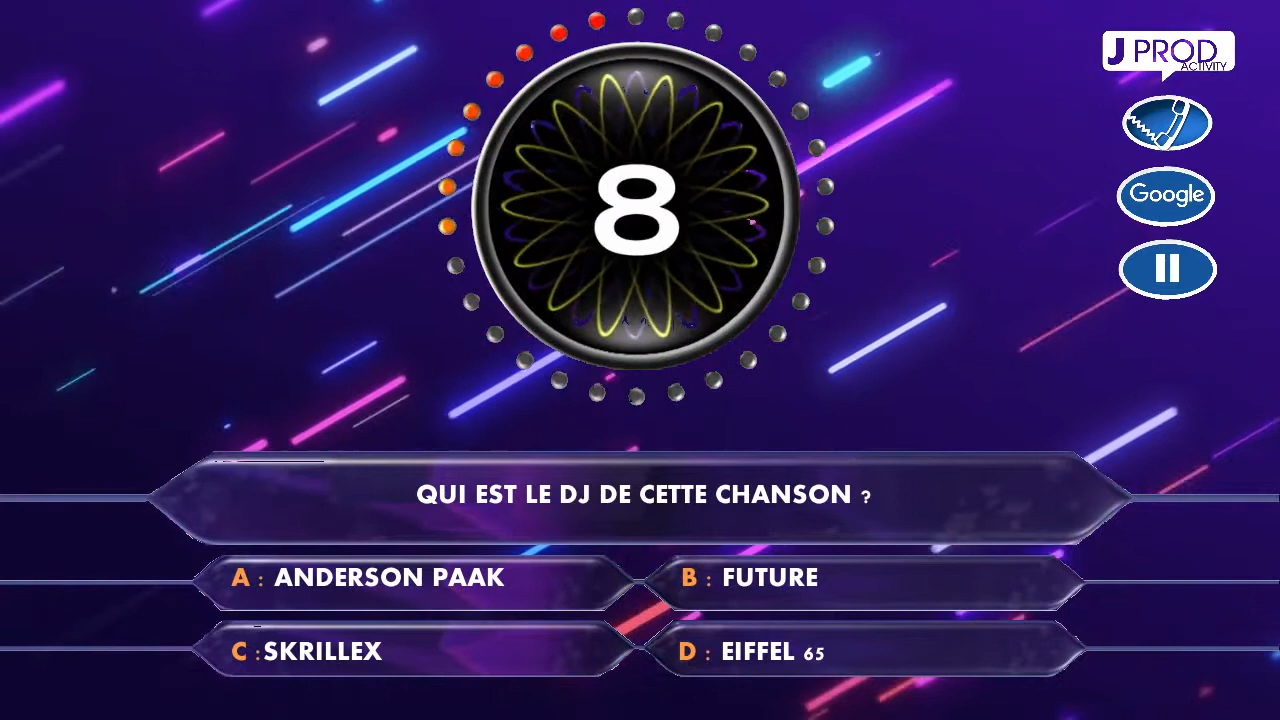 J PROD
ACTIVITY
Google
8
QUI EST LE DJ DE CETTE CHANSON ?
A : ANDERSON PAAK
B : FUTURE
C :SKRILLEX
D : EIFFEL 65